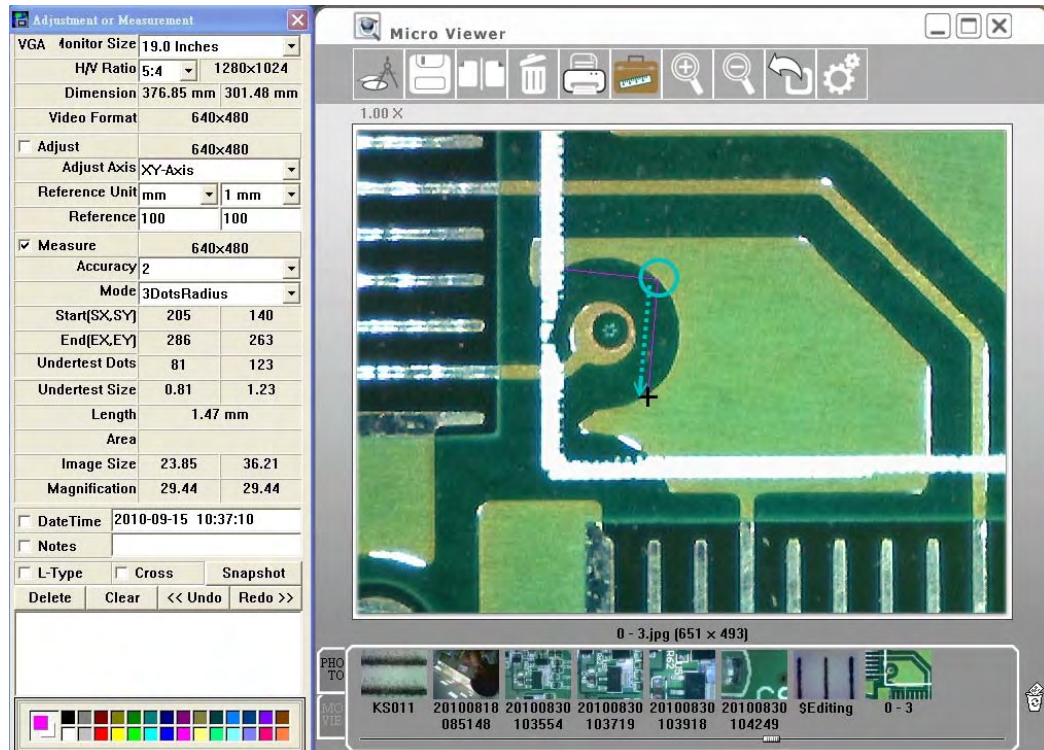 Adjustment or Measurement
VGA Monitor Size 19.0 Inches
H/V Ratio 5:4 1280×1024
Dimension 376.85 mm 301.48 mm
Video Format 640×480
Adjust 640×480
Adjust Axis XY-Axis
Reference Unit mm 1 mm
Reference 100 100
Measure 640×480
Accuracy 2
Mode 3DotsRadius
Start(SX,SY) 205 140
End(EX,EY) 286 263
Undertest Dots 81 123
Undertest Size 0.81 1.23
Length 1.47 mm
Area
Image Size 23.85 36.21
Magnification 29.44 29.44
DateTime 2010-09-15 10:37:10
Notes
L-Type Cross Snapshot
Delete Clear << Undo Redo >>
Micro Viewer
1.00 X
0 - 3.jpg (651 × 493)
PHO
TO
MO
VIE
KS011
20100818
085148
20100830
103554
20100830
103719
R62
20100830
103918
20100830
104249
$Editing
0 - 3